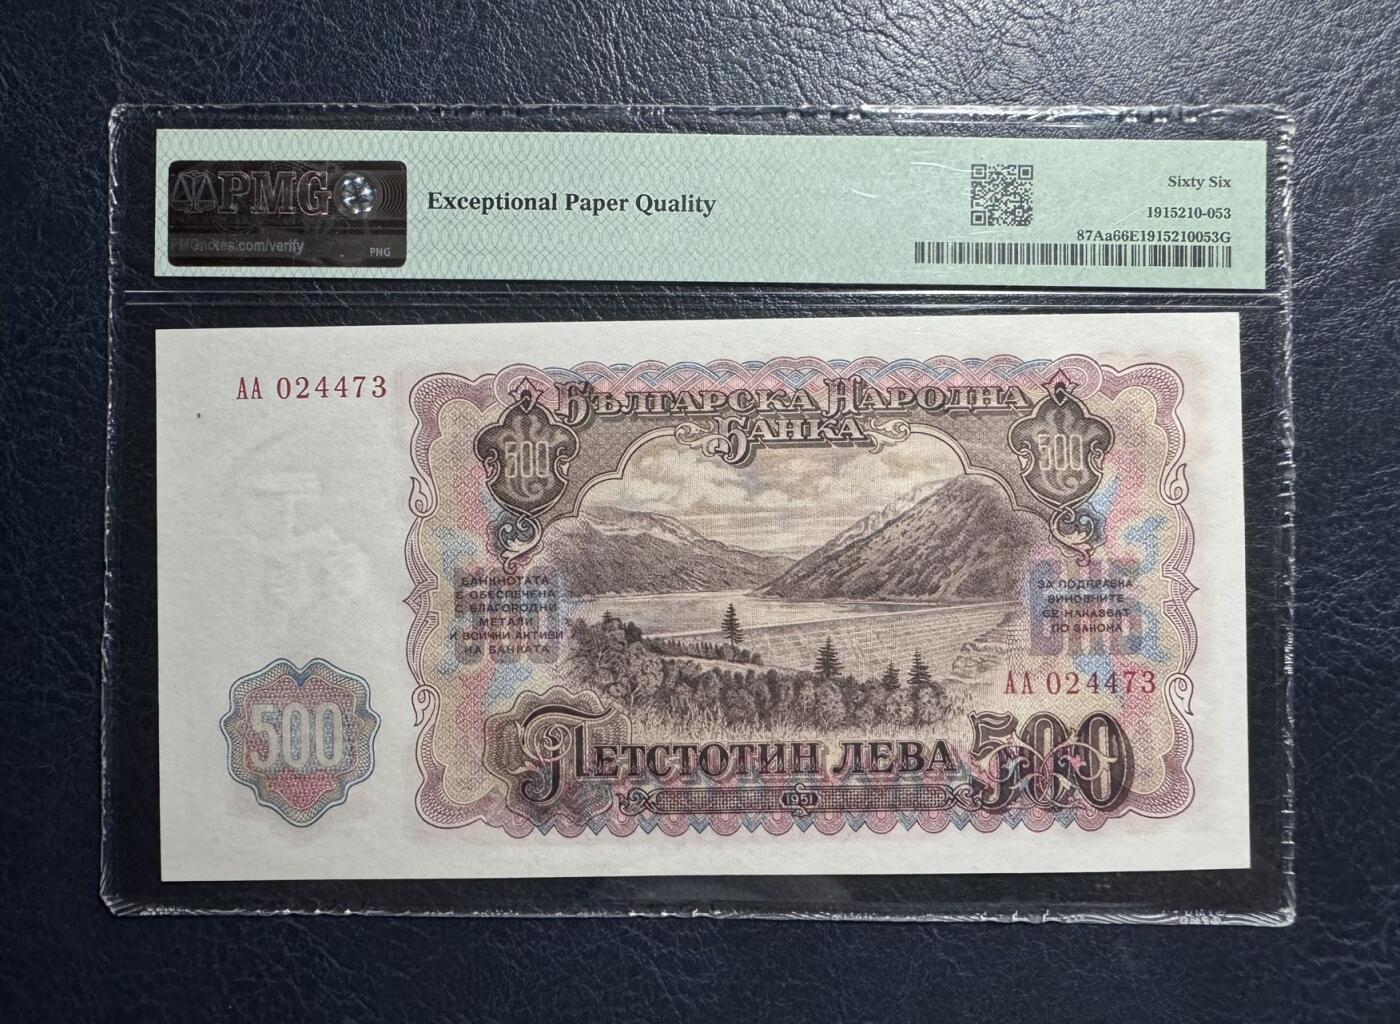 PMG
PMGnotes.com/verify
PNG
Exceptional Paper Quality
Sixty Six
1915210-053
87Aa66E1915210053G
АА 024473
Българска Народна
Банка
500
500
БАНКНОТАТА
Е ОБЕСПЕЧЕНА
С БЛАГОРОДНИ
МЕТАЛИ
И ВСИЧКИ АКТИВИ
НА БАНКАТА
ЗА ПОДПРАВКА
ВИНОВНИТЕ
СЕ НАКАЗВАТ
ПО ЗАКОНА
БНБ
АА 024473
500
Петстотин лева
500
1951